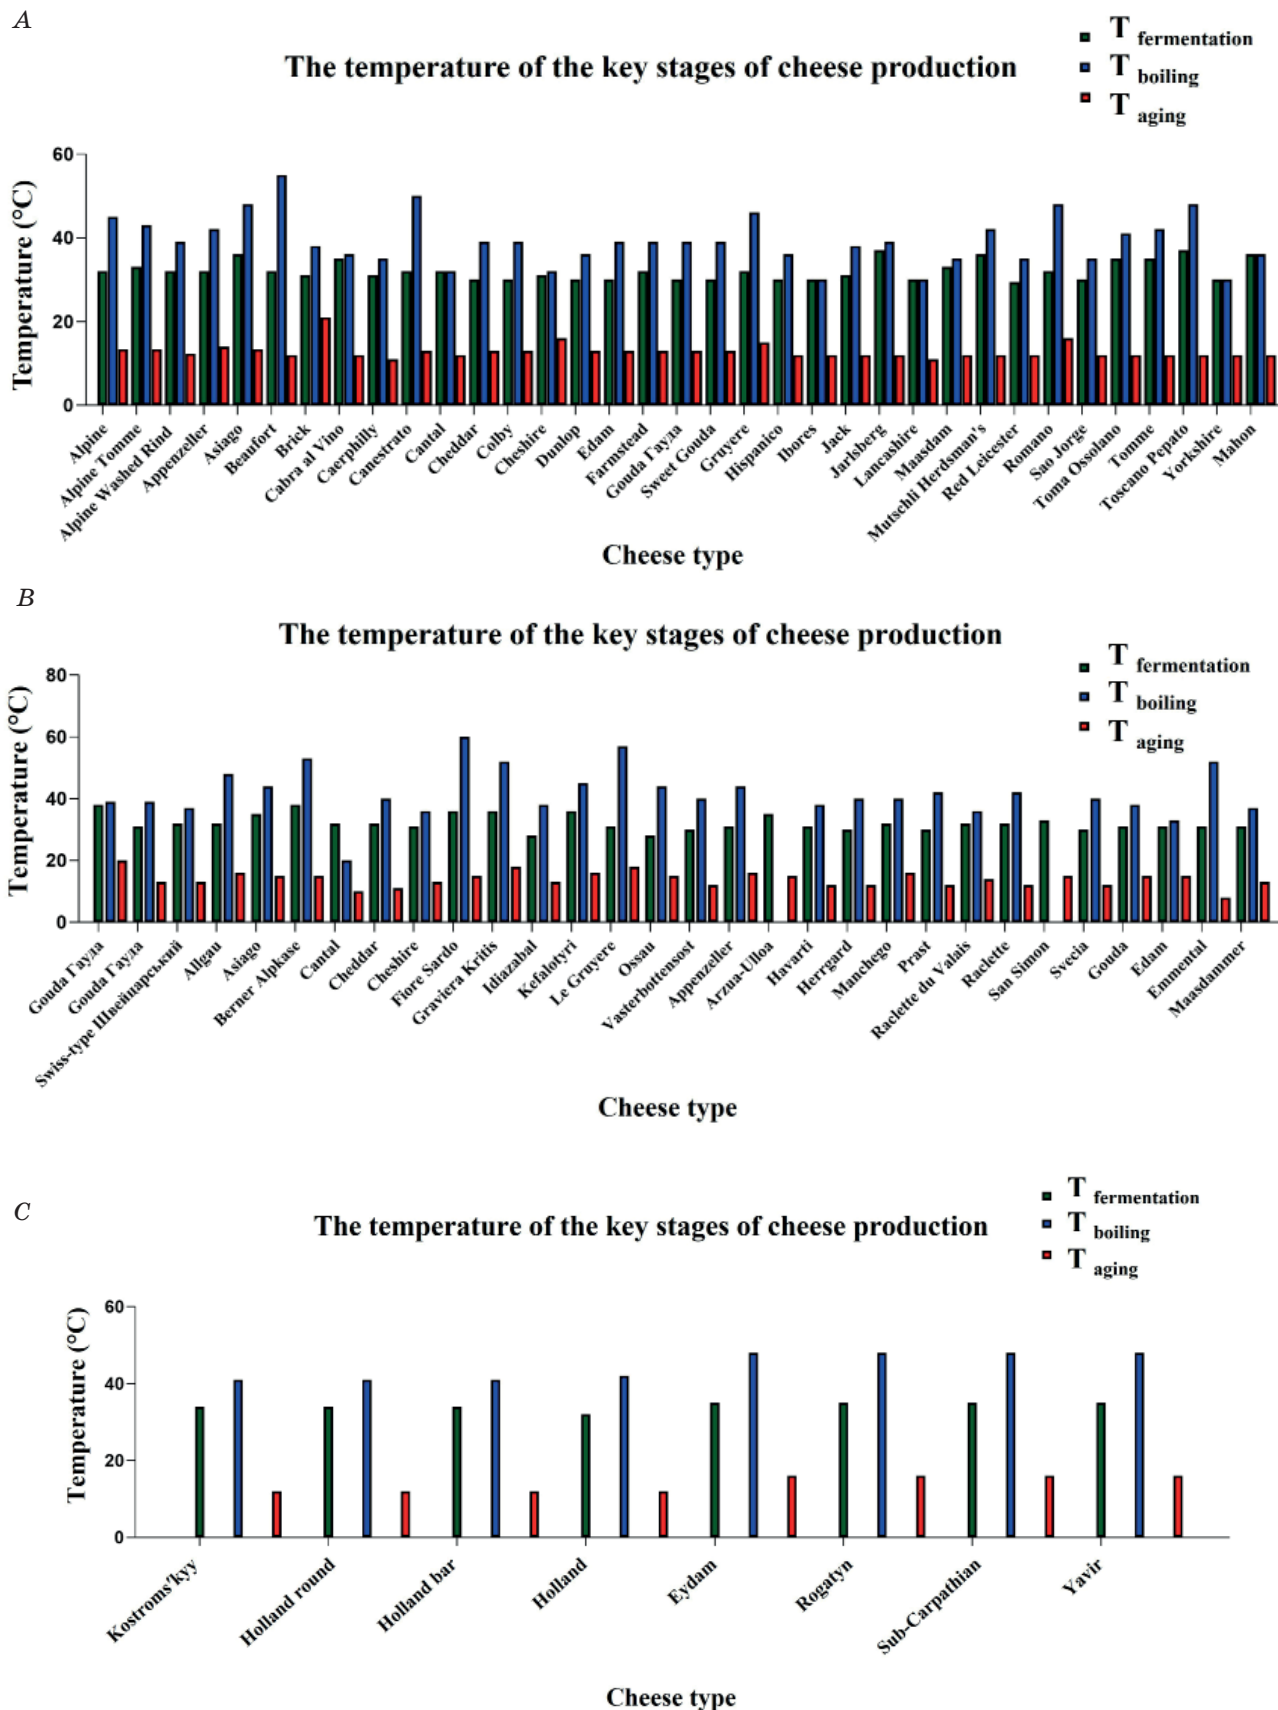 A
The temperature of the key stages of cheese production
T fermentation
T boiling
T aging
Temperature (°C)
60
40
20
0
Alpine
Alpine Tomme
Alpine Washed Rind
Appenzeller
Asiago
Beaufort
Brick
Cabra al Vino
Caerphilly
Canestrato
Cantal
Cheddar
Colby
Cheshire
Dunlop
Edam
Farmstead
Gouda Гауда
Sweet Gouda
Gruyere
Hispanico
Ibores
Jack
Jarlsberg
Lancashire
Maasdam
Mutschli Herdsman's
Red Leicester
Romano
Sao Jorge
Toma Ossolano
Tomme
Toscano Pepato
Yorkshire
Mahon
Cheese type
B
The temperature of the key stages of cheese production
T fermentation
T boiling
T aging
Temperature (°C)
80
60
40
20
0
Gouda Гауда
Gouda Гауда
Swiss-type Швейцарський
Allgau
Asiago
Berner Alpkase
Cantal
Cheddar
Cheshire
Fiore Sardo
Graviera Kritis
Idiazabal
Kefalotyri
Le Gruyere
Ossau
Vasterbottensost
Appenzeller
Arzua-Ulloa
Havarti
Herrgard
Manchego
Prast
Raclette du Valais
Raclette
San Simon
Svecia
Gouda
Edam
Emmental
Maasdammer
Cheese type
C
The temperature of the key stages of cheese production
T fermentation
T boiling
T aging
Temperature (°C)
60
40
20
0
Kostroms'kyy
Holland round
Holland bar
Holland
Eydam
Rogatyn
Sub-Carpathian
Yavir
Cheese type